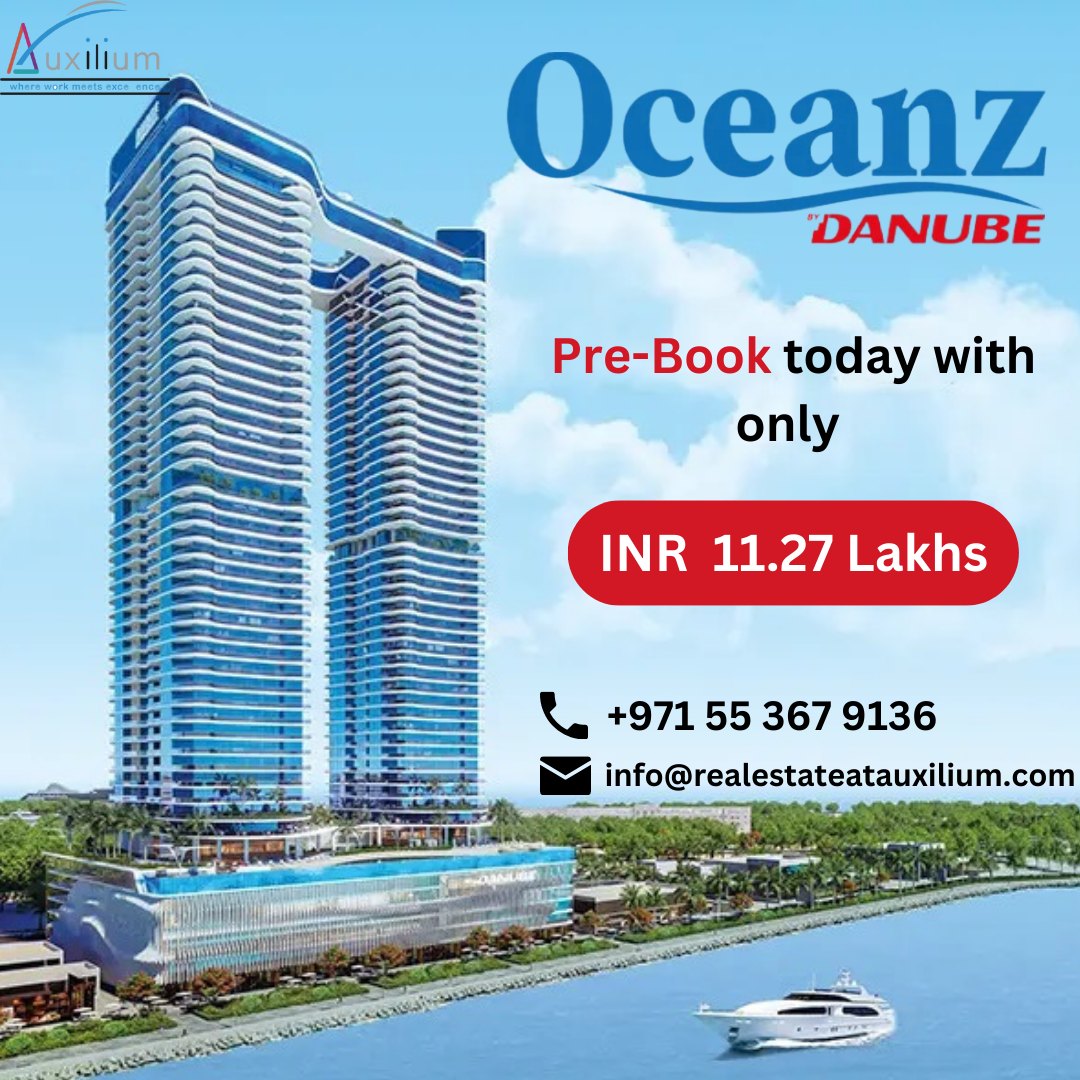 Auxilium
where work meets exce ence
Oceanz
BY DANUBE
Pre-Book today with
only
INR 11.27 Lakhs
+971 55 367 9136
info@realestateatauxilium.com
DANUBE